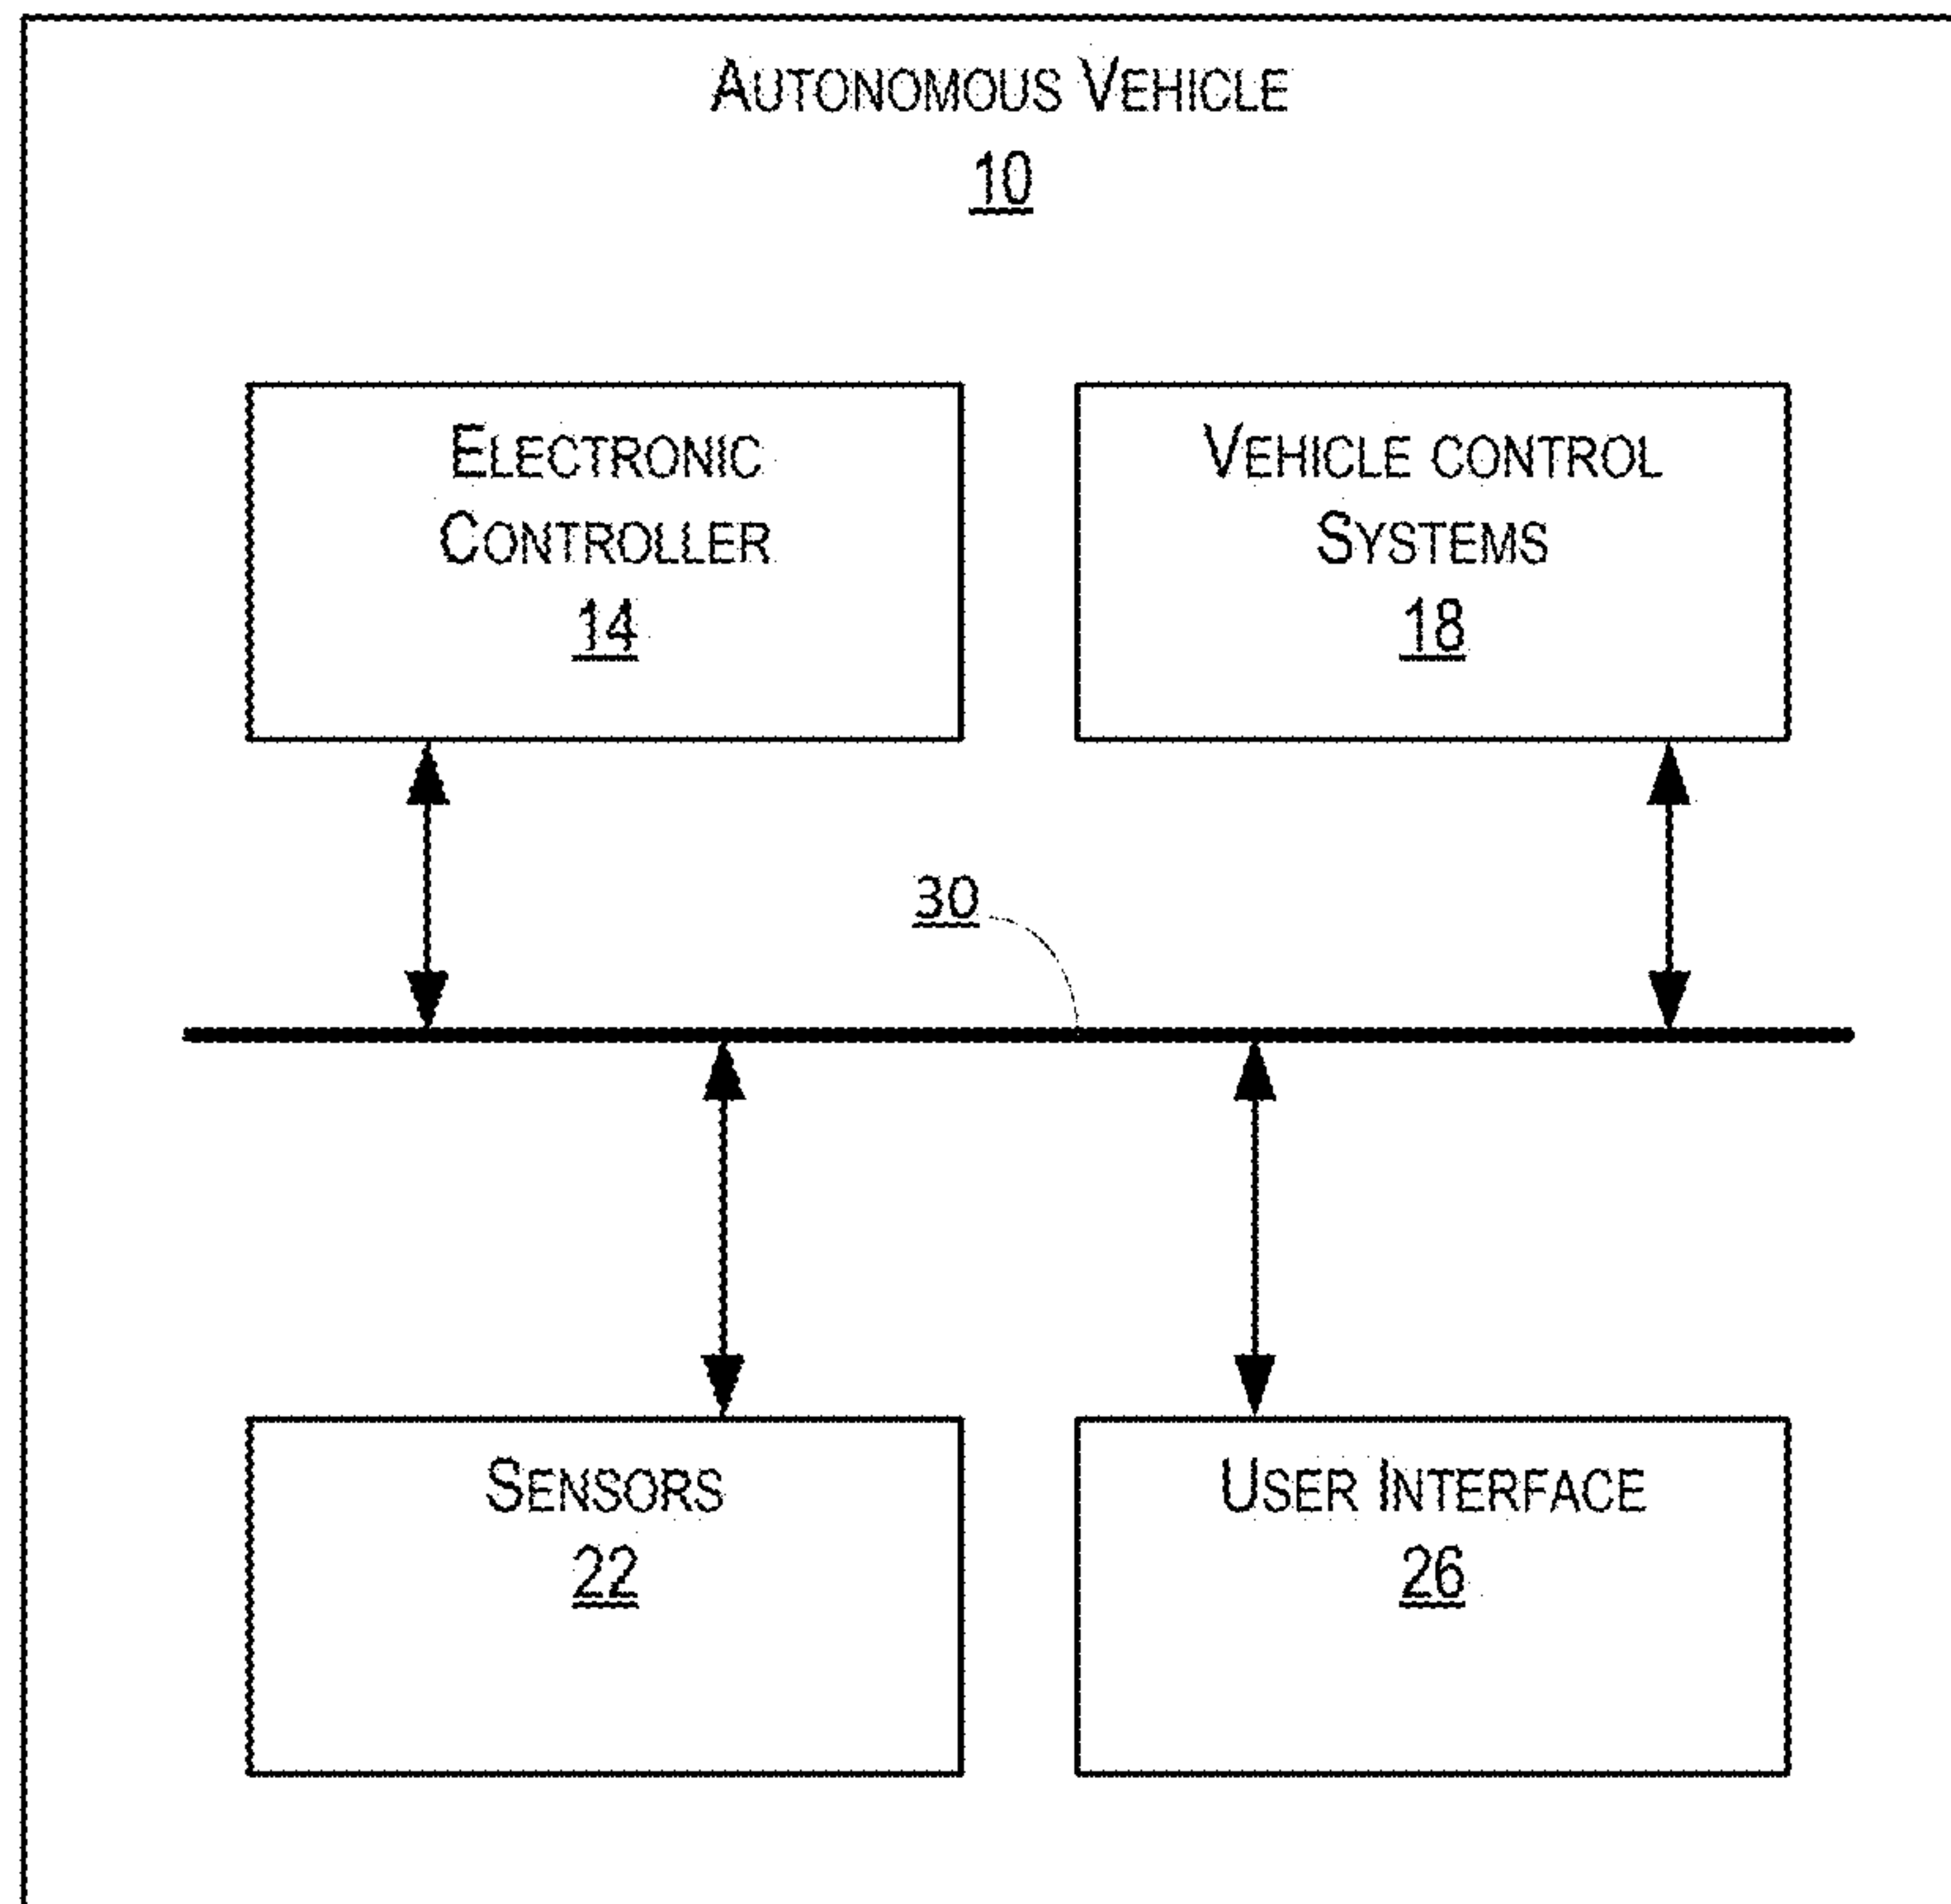 AUTONOMOUS VEHICLE
10
ELECTRONIC
CONTROLLER
14
VEHICLE CONTROL
SYSTEMS
18
30
SENSORS
22
USER INTERFACE
26